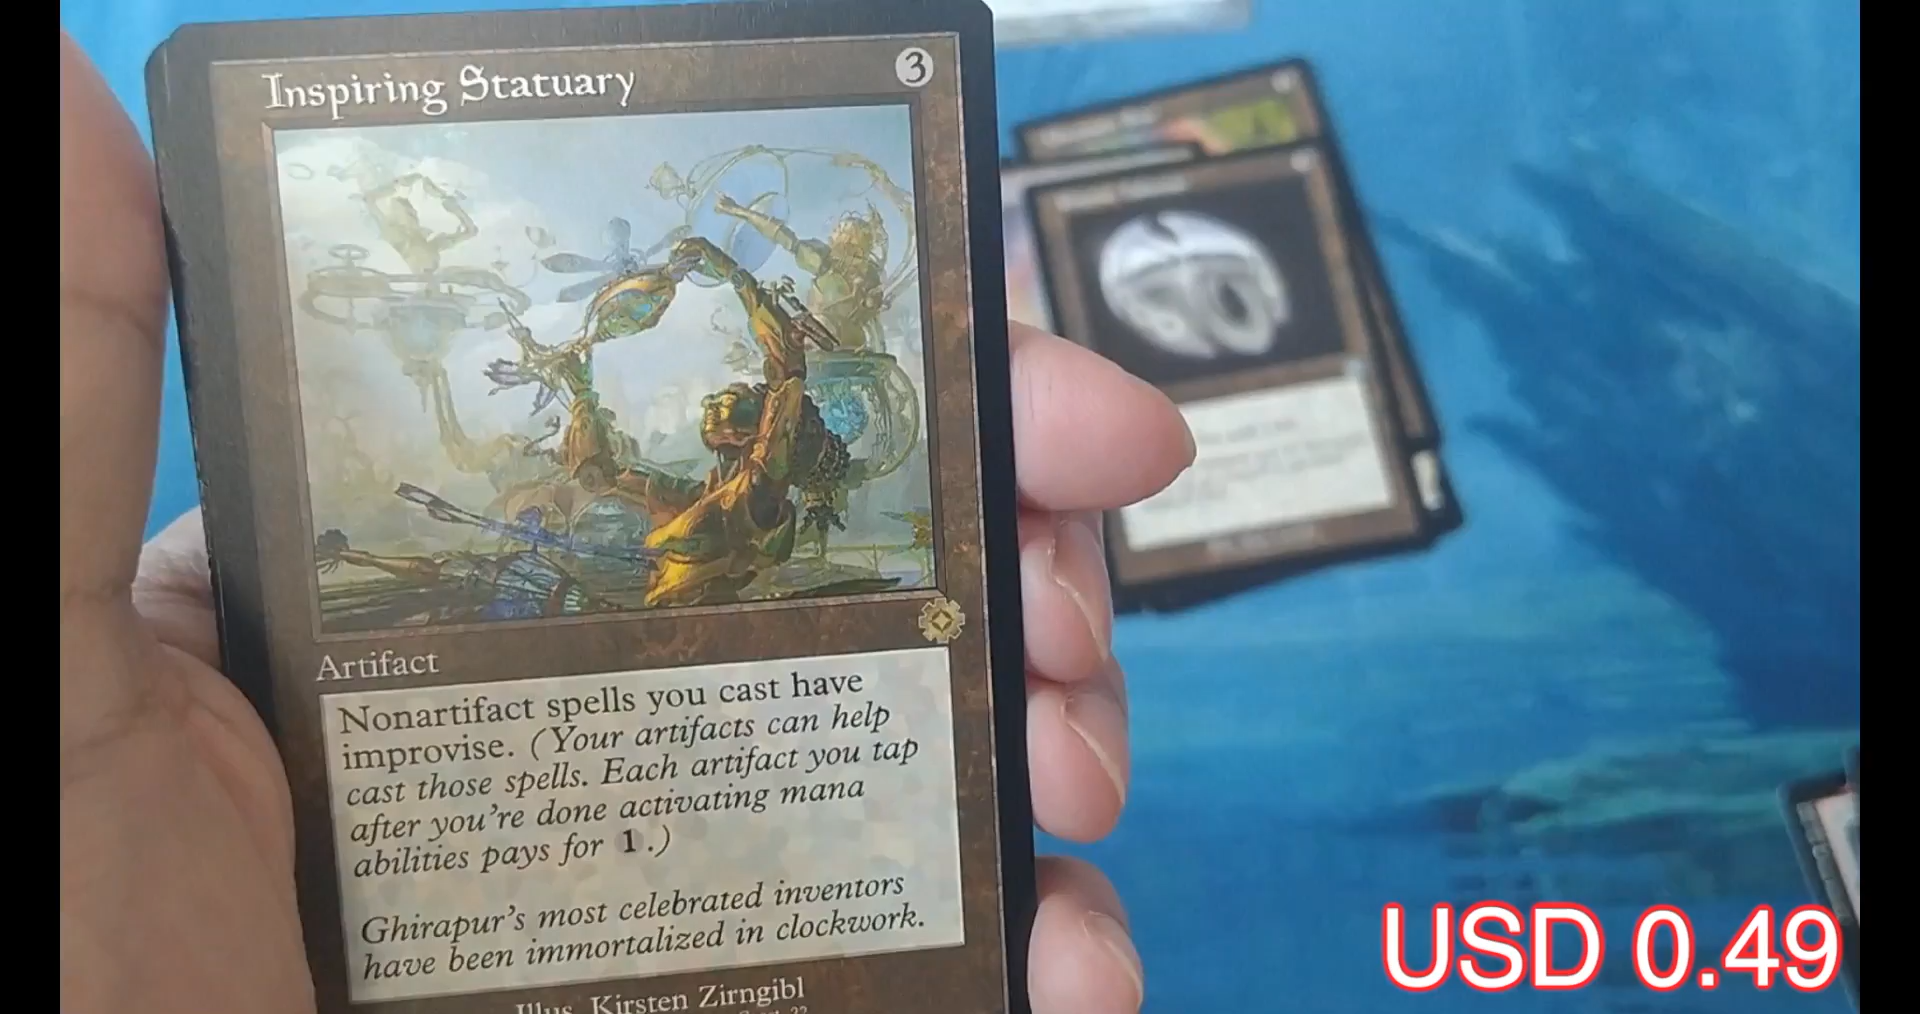 Inspiring Statuary
3
Artifact
Nonartifact spells you cast have
improvise. (Your artifacts can help
cast those spells. Each artifact you tap
after you're done activating mana
abilities pays for 1.)
Ghirapur's most celebrated inventors
have been immortalized in clockwork.
Illus. Kirsten Zirngibl
USD 0.49